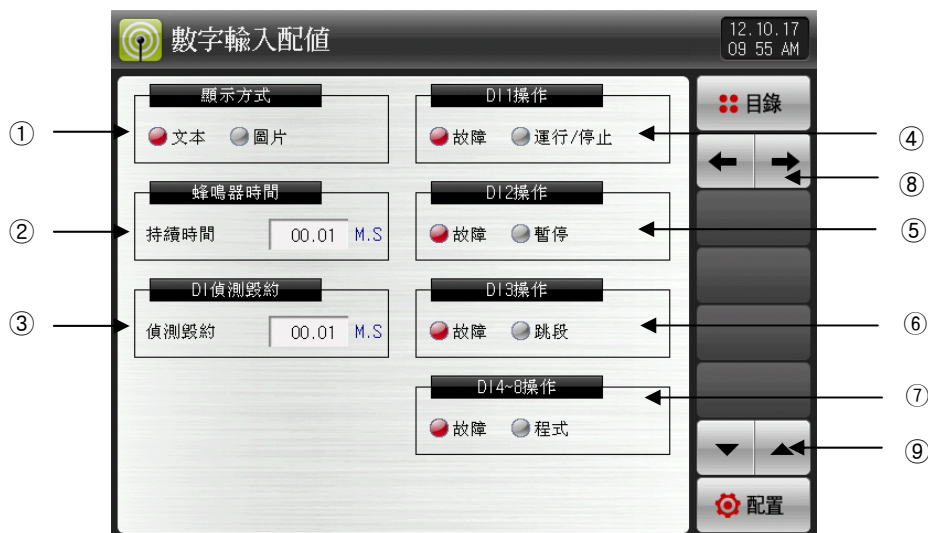 數字輸入配值
12.10.17
09 55 AM
顯示方式
文本 圖片
蜂鳴器時間
持續時間 00.01 M.S
DI偵測毀約
偵測毀約 00.01 M.S
DI1操作
故障 運行/停止
DI2操作
故障 暫停
DI3操作
故障 跳段
DI4~8操作
故障 程式
目錄
配置
①
②
③
④
⑧
⑤
⑥
⑦
⑨